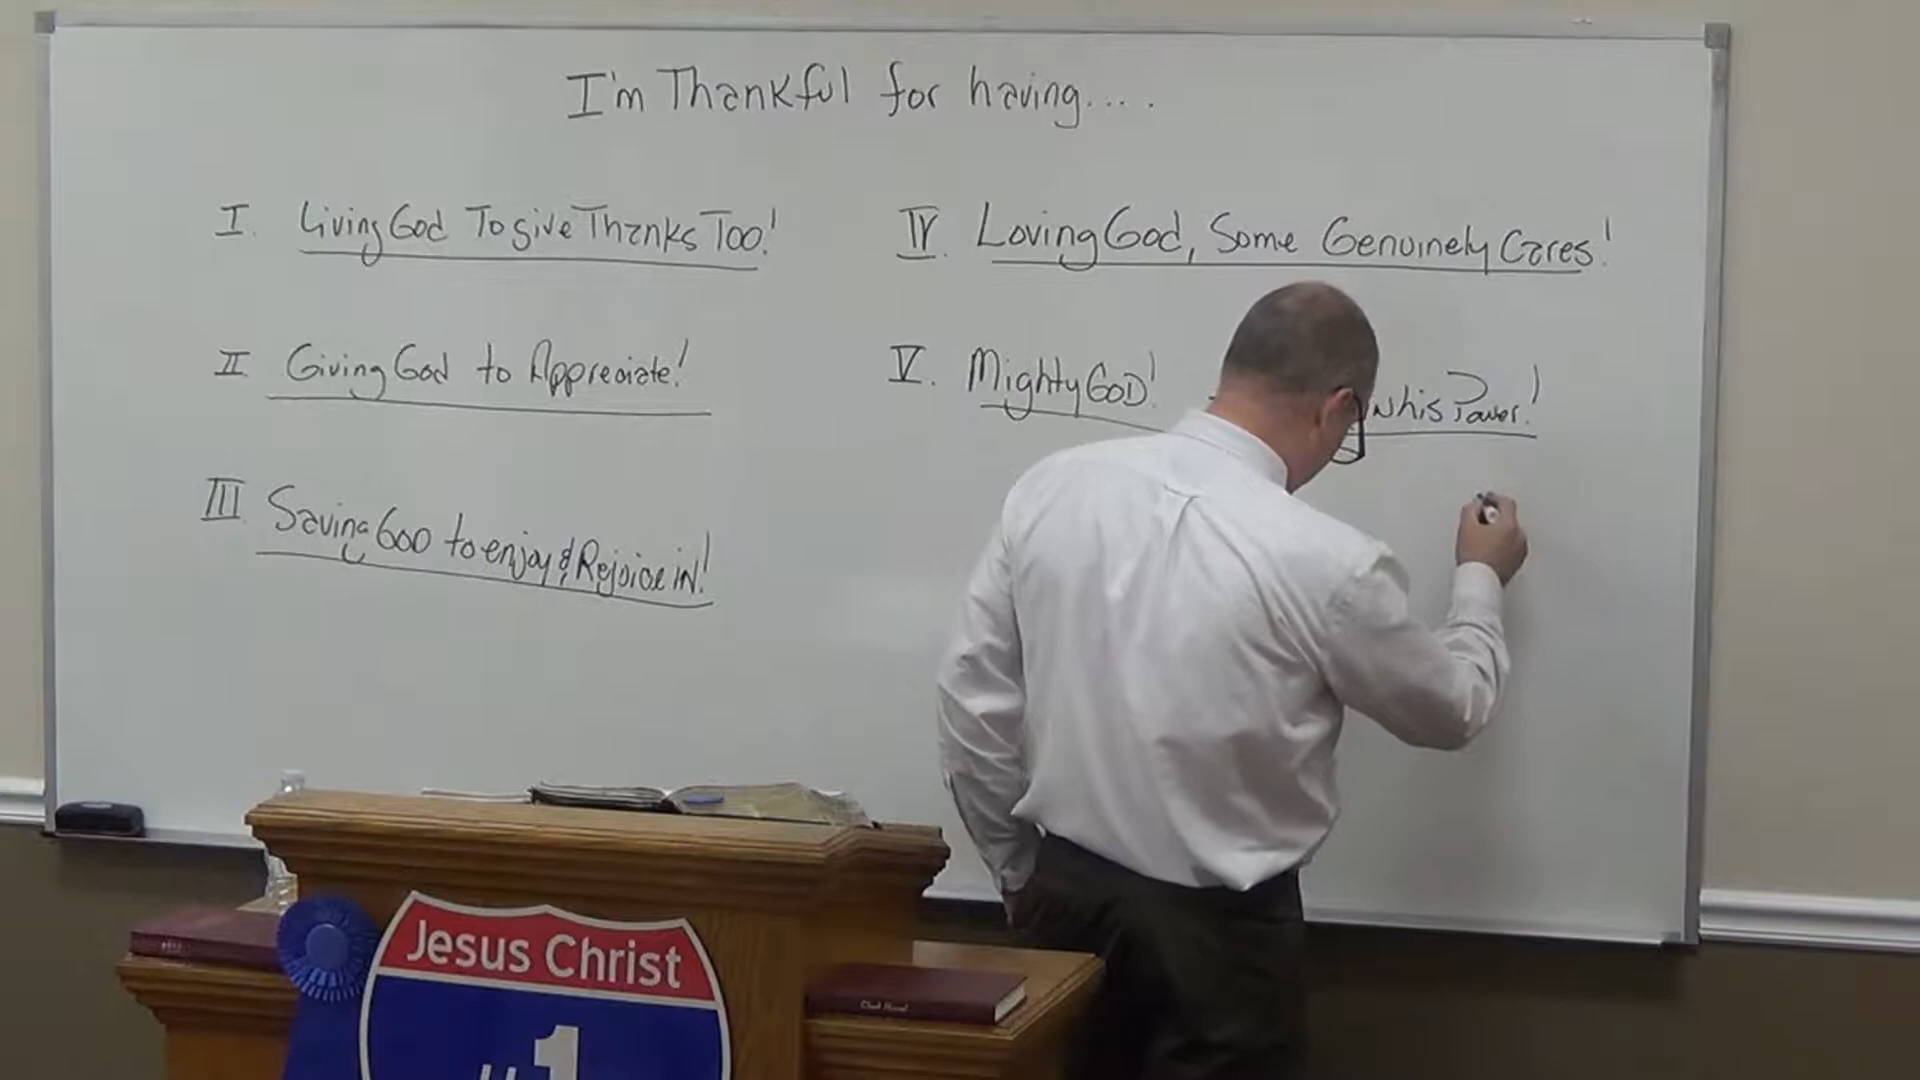 I'm Thankful for having.....
I. Living God To give Thanks Too!
II. Giving God to Appreciate!
III. Saving GOD to enjoy & Rejoice in!
IV. Loving God, Some Genuinely Cares!
V. Mighty GOD!
his Power!
Jesus Christ
#1